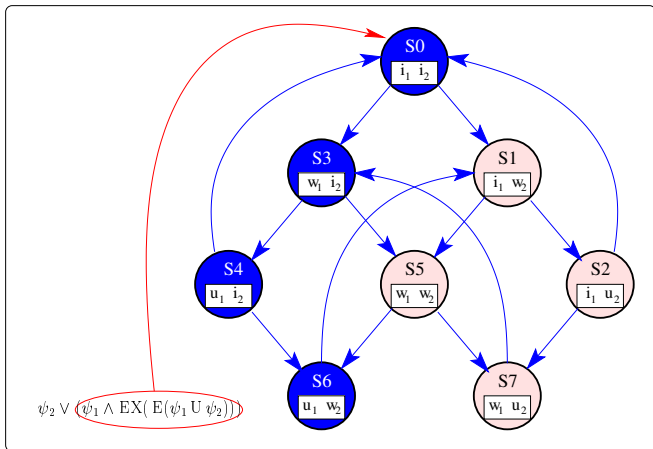 S0
i₁ i₂
S3
S1
w₁ i₂
i₁ w₂
S4
S5
S2
u₁ i₂
w₁ w₂
i₁ u₂
S6
S7
u₁ w₂
w₁ u₂
ψ₂ ∨ (ψ₁ ∧ EX( E(ψ₁ U ψ₂)))